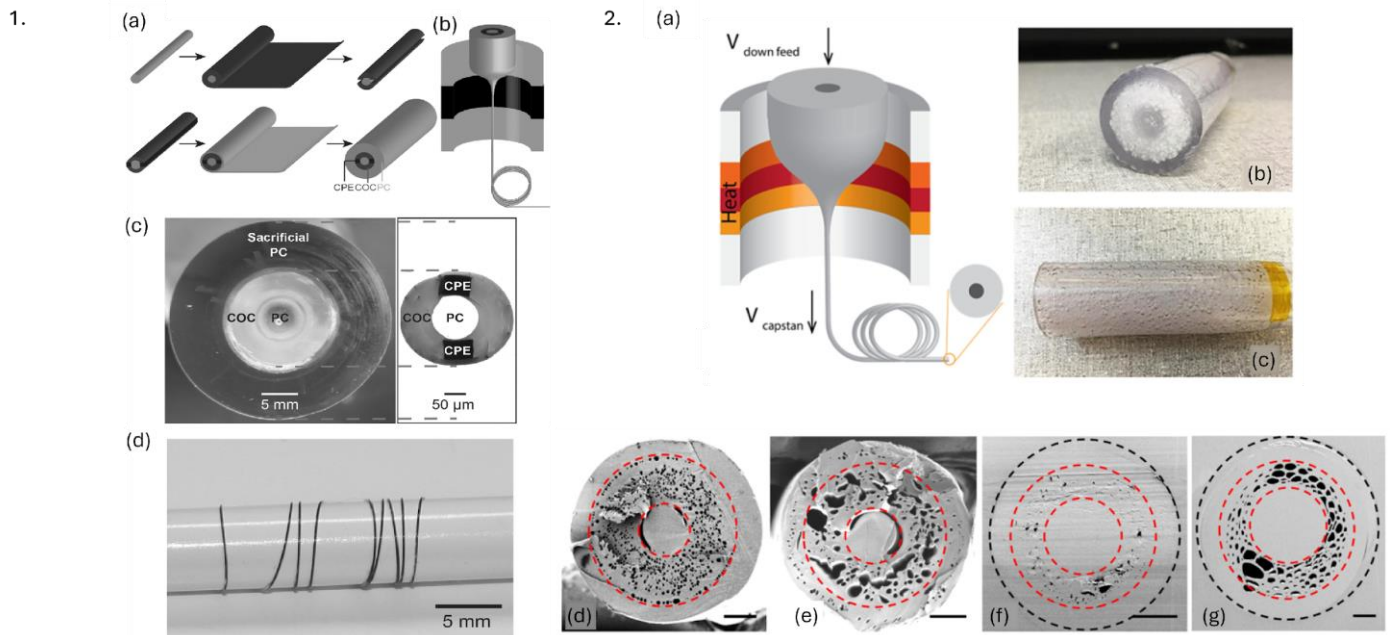 1.
(a)
(b)
CPE COC PC
(c)
Sacrificial
PC
COC PC
5 mm
CPE
COC PC
CPE
50 µm
(d)
5 mm
2.
(a)
V down feed
Heat
V capstan
(b)
(c)
(d)
(e)
(f)
(g)